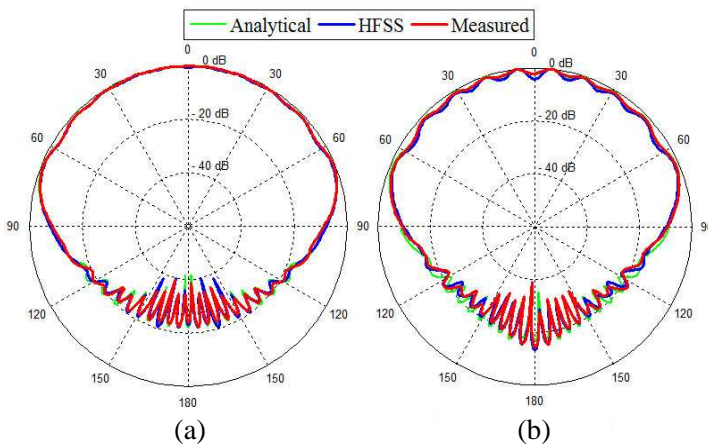 Analytical HFSS Measured
0 0
0 dB 0 dB
30 30 30 30
-20 dB -20 dB
60 60 60 60
-40 dB -40 dB
90 90 90 90
120 120 120 120
150 150 150 150
180 180
(a) (b)